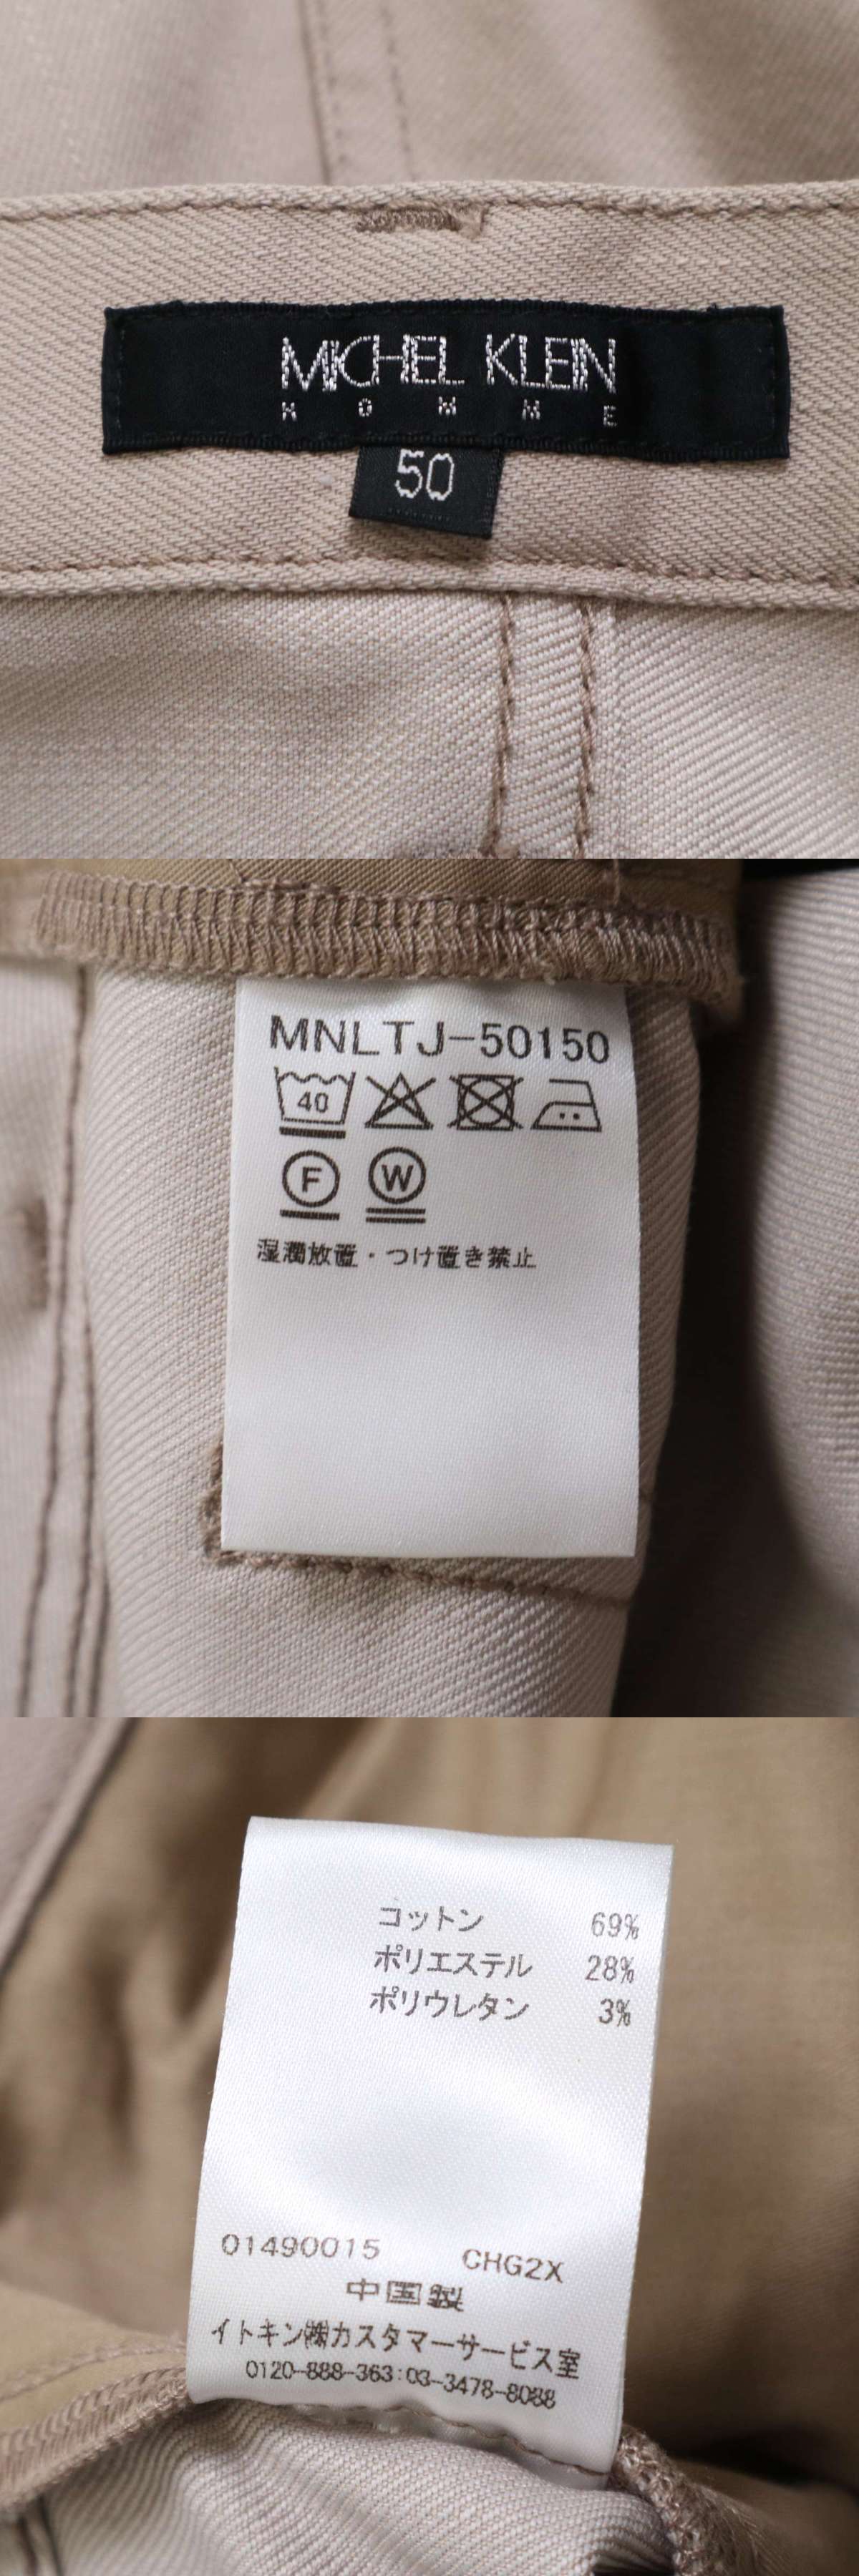 MICHEL KLEIN
HOMME
50
MNLTJ-50150
40
F W
湿潤放置・つけ置き禁止
コットン 69%
ポリエステル 28%
ポリウレタン 3%
01490015 CHG2X
中国製
イトキン㈱カスタマーサービス室
0120-888-363:03-3478-8088